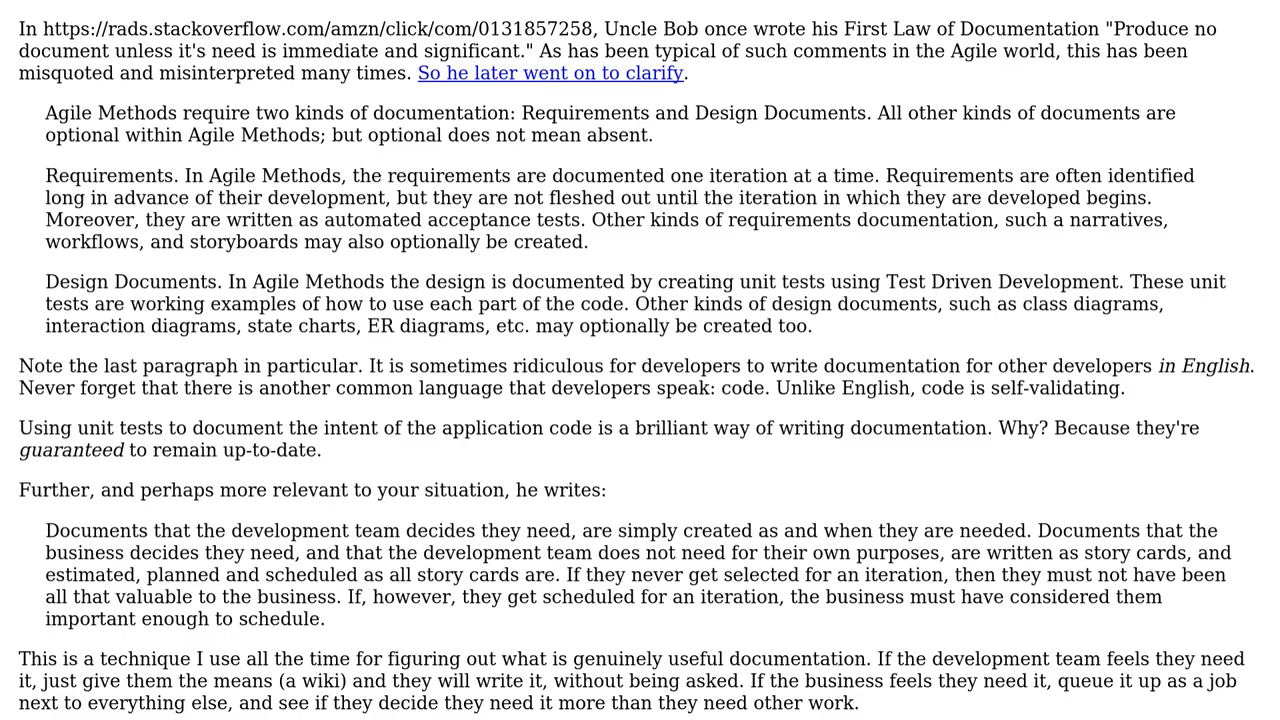 In https://rads.stackoverflow.com/amzn/click/com/0131857258, Uncle Bob once wrote his First Law of Documentation "Produce no
document unless it's need is immediate and significant." As has been typical of such comments in the Agile world, this has been
misquoted and misinterpreted many times. So he later went on to clarify.
Agile Methods require two kinds of documentation: Requirements and Design Documents. All other kinds of documents are
optional within Agile Methods; but optional does not mean absent.
Requirements. In Agile Methods, the requirements are documented one iteration at a time. Requirements are often identified
long in advance of their development, but they are not fleshed out until the iteration in which they are developed begins.
Moreover, they are written as automated acceptance tests. Other kinds of requirements documentation, such a narratives,
workflows, and storyboards may also optionally be created.
Design Documents. In Agile Methods the design is documented by creating unit tests using Test Driven Development. These unit
tests are working examples of how to use each part of the code. Other kinds of design documents, such as class diagrams,
interaction diagrams, state charts, ER diagrams, etc. may optionally be created too.
Note the last paragraph in particular. It is sometimes ridiculous for developers to write documentation for other developers in English.
Never forget that there is another common language that developers speak: code. Unlike English, code is self-validating.
Using unit tests to document the intent of the application code is a brilliant way of writing documentation. Why? Because they're
guaranteed to remain up-to-date.
Further, and perhaps more relevant to your situation, he writes:
Documents that the development team decides they need, are simply created as and when they are needed. Documents that the
business decides they need, and that the development team does not need for their own purposes, are written as story cards, and
estimated, planned and scheduled as all story cards are. If they never get selected for an iteration, then they must not have been
all that valuable to the business. If, however, they get scheduled for an iteration, the business must have considered them
important enough to schedule.
This is a technique I use all the time for figuring out what is genuinely useful documentation. If the development team feels they need
it, just give them the means (a wiki) and they will write it, without being asked. If the business feels they need it, queue it up as a job
next to everything else, and see if they decide they need it more than they need other work.